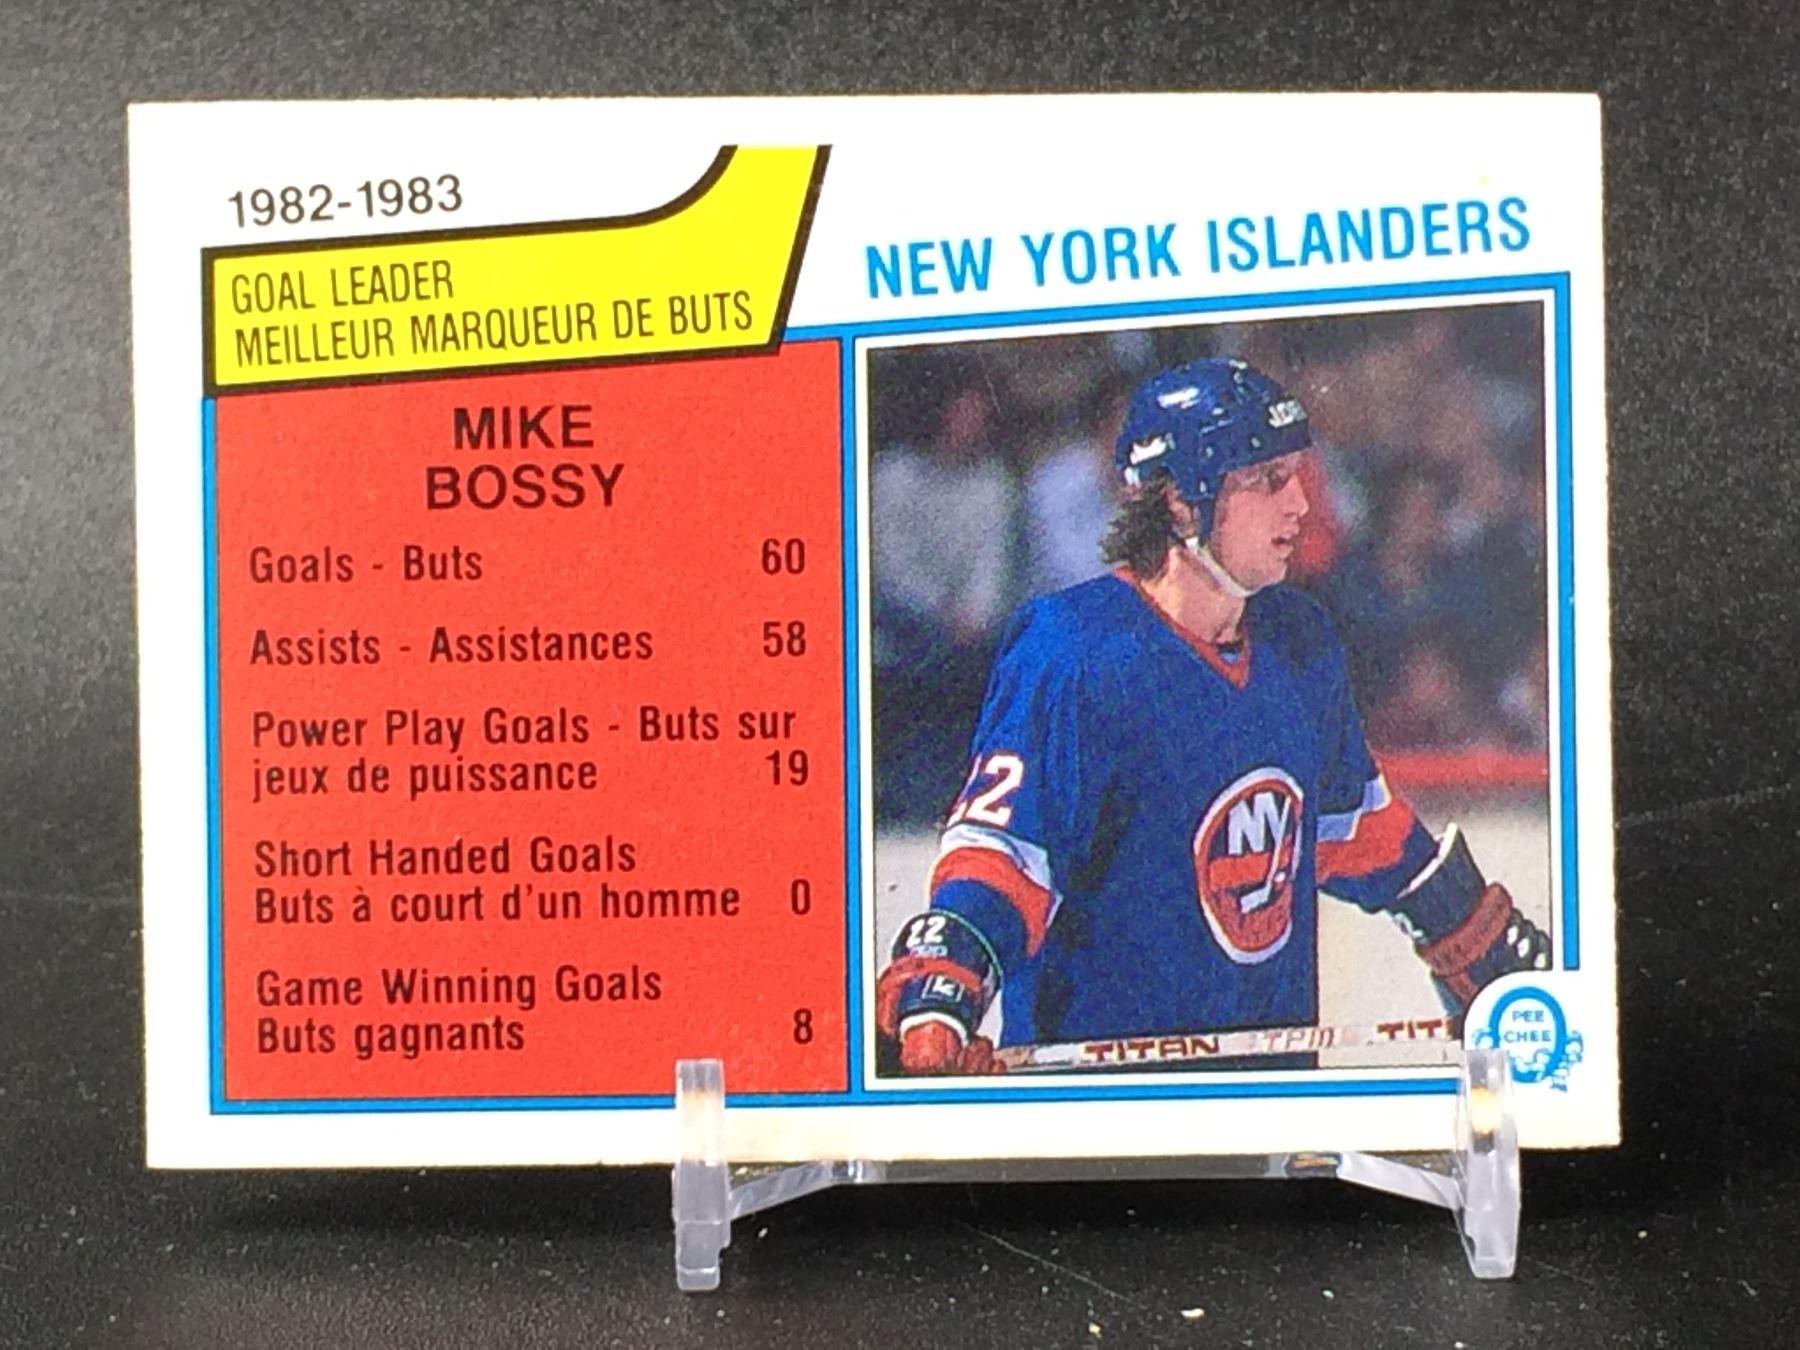 1982-1983
GOAL LEADER
MEILLEUR MARQUEUR DE BUTS
NEW YORK ISLANDERS
MIKE
BOSSY
Goals - Buts 60
Assists - Assistances 58
Power Play Goals - Buts sur
jeux de puissance 19
Short Handed Goals
Buts à court d'un homme 0
Game Winning Goals
Buts gagnants 8
22
NY
22
TITAN TPM TIT
PEE
CHEE